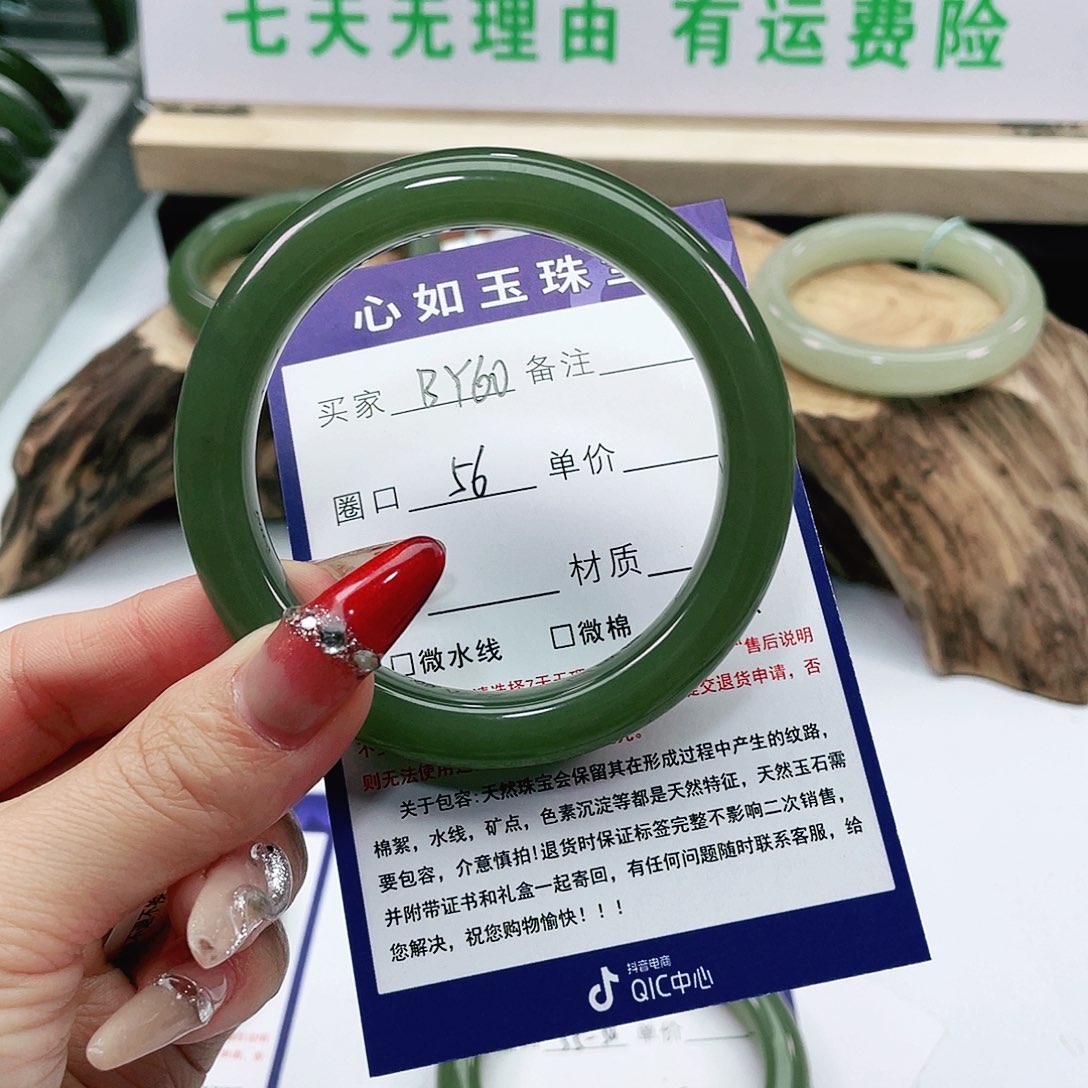 七天无理由 有运费险
心如玉珠宝
买家 BY60 备注
圈口 56 单价
材质
□微水线 □微棉
"售后说明
提交退货申请，否
则无法使用
关于包容:天然珠宝会保留其在形成过程中产生的纹路，
棉絮，水线，矿点，色素沉淀等都是天然特征，天然玉石需
要包容，介意慎拍!退货时保证标签完整不影响二次销售，
并附带证书和礼盒一起寄回，有任何问题随时联系客服，给
您解决，祝您购物愉快！！！
抖音电商
QIC中心
单价